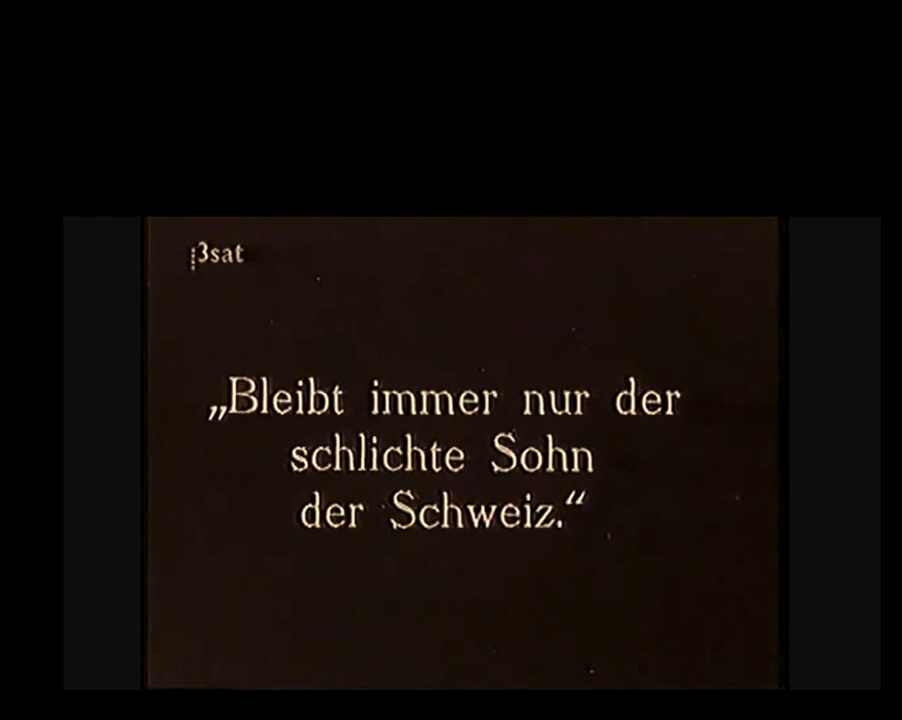 3sat
„Bleibt immer nur der
schlichte Sohn
der Schweiz.“